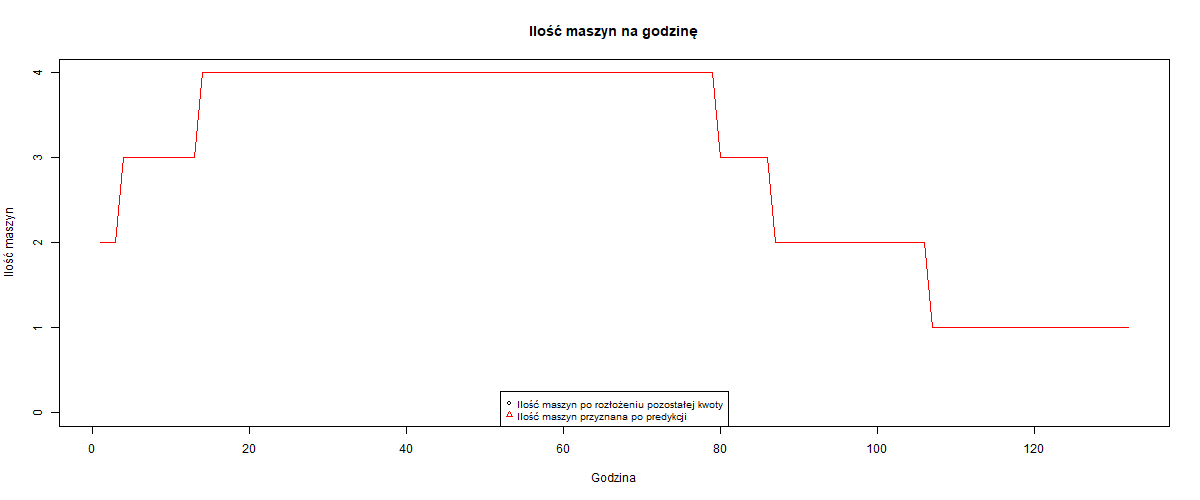 Ilość maszyn na godzinę
Ilość maszyn
4
3
2
1
0
Ilość maszyn po rozłożeniu pozostałej kwoty
Ilość maszyn przyznana po predykcji
0 20 40 60 80 100 120
Godzina